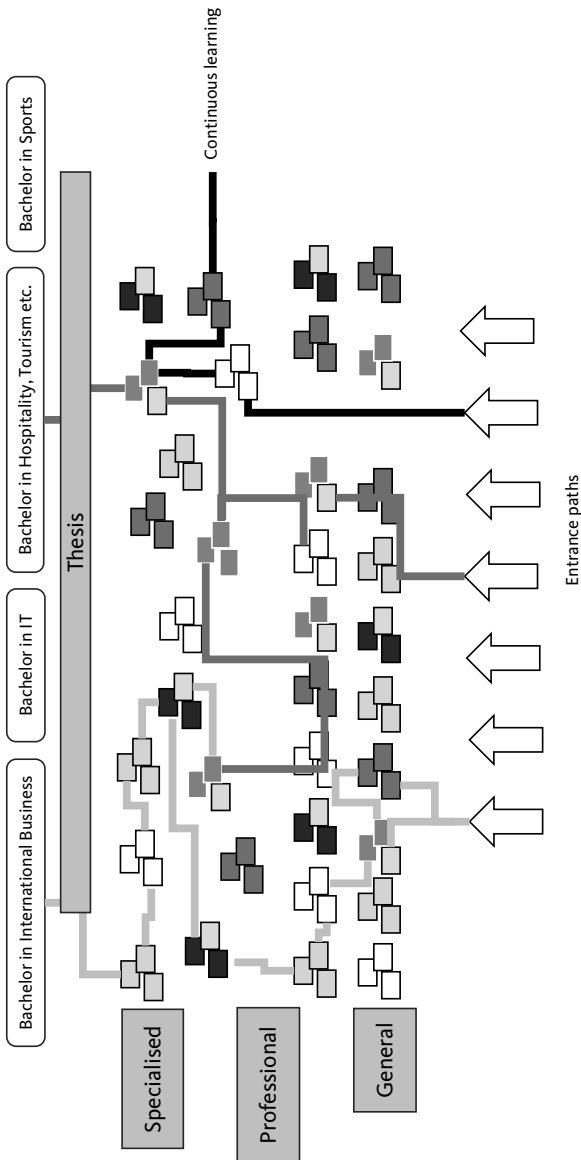 Bachelor in International Business
Bachelor in IT
Bachelor in Hospitality, Tourism etc.
Bachelor in Sports
Thesis
Specialised
Continuous learning
Professional
General
Entrance paths